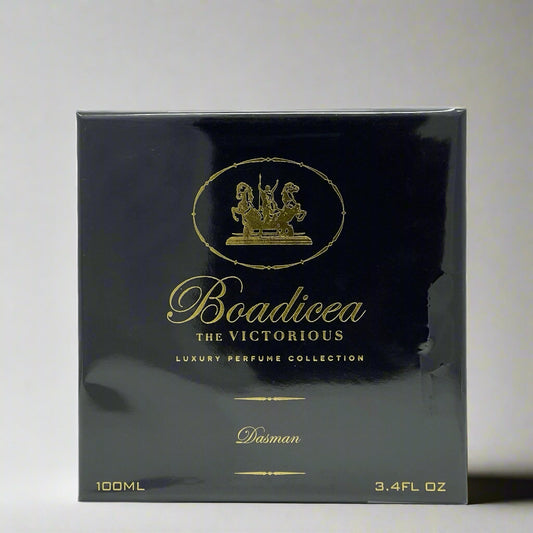 Boadicea
THE VICTORIOUS
LUXURY PERFUME COLLECTION
Dasman
100ML 3.4FL OZ